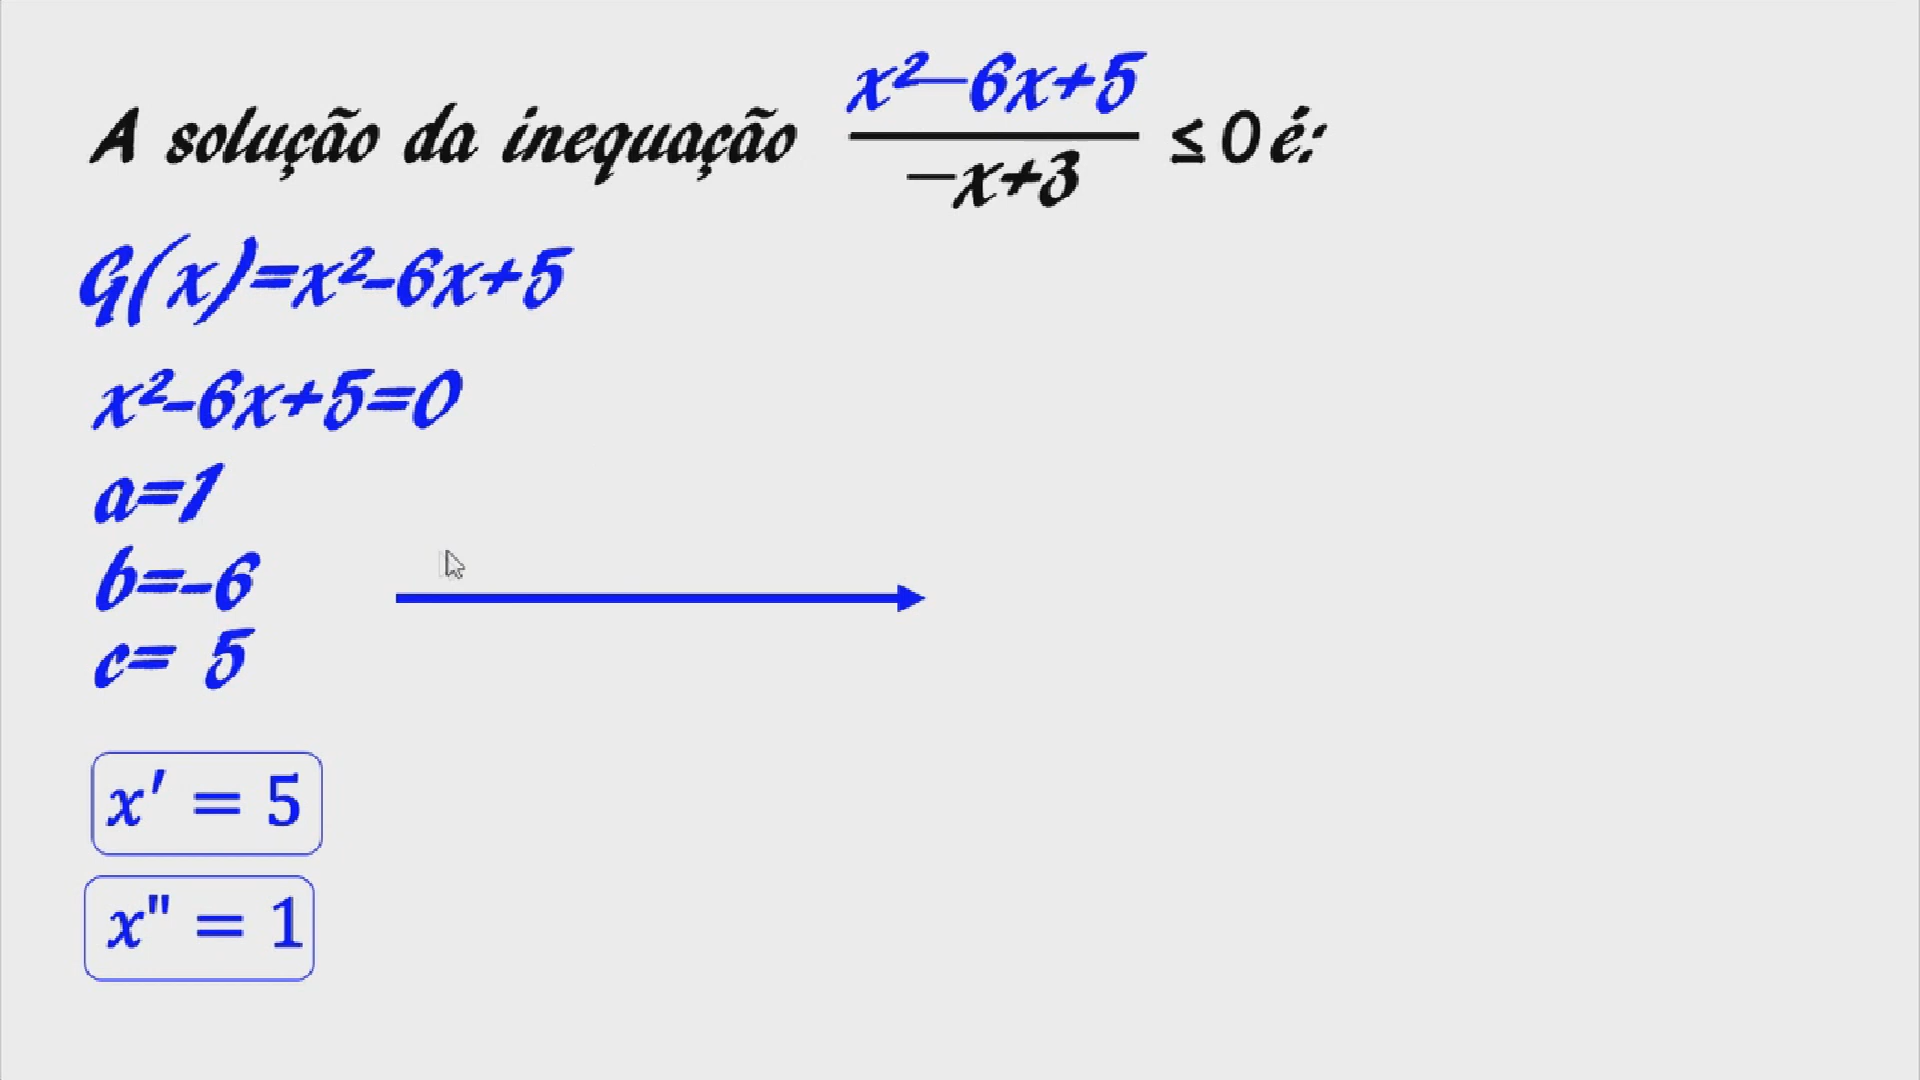 A solução da inequação x²−6x+5 / −x+3 ≤ 0 é:
G(x)=x²-6x+5
x²-6x+5=0
a=1
b=-6
c= 5
x′ = 5
x" = 1